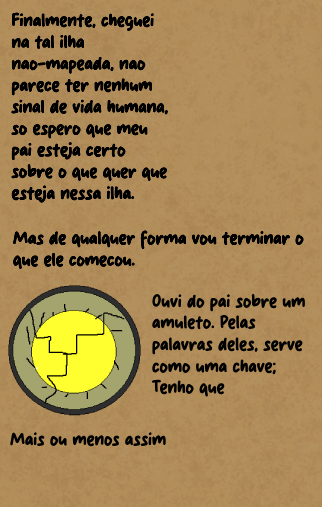 Finalmente, cheguei
na tal ilha
nao-mapeada, nao
parece ter nenhum
sinal de vida humana,
so espero que meu
pai esteja certo
sobre o que quer que
esteja nessa ilha.
Mas de qualquer forma vou terminar o
que ele comecou.
Ouvi do pai sobre um
amuleto. Pelas
palavras deles, serve
como uma chave;
Tenho que
Mais ou menos assim